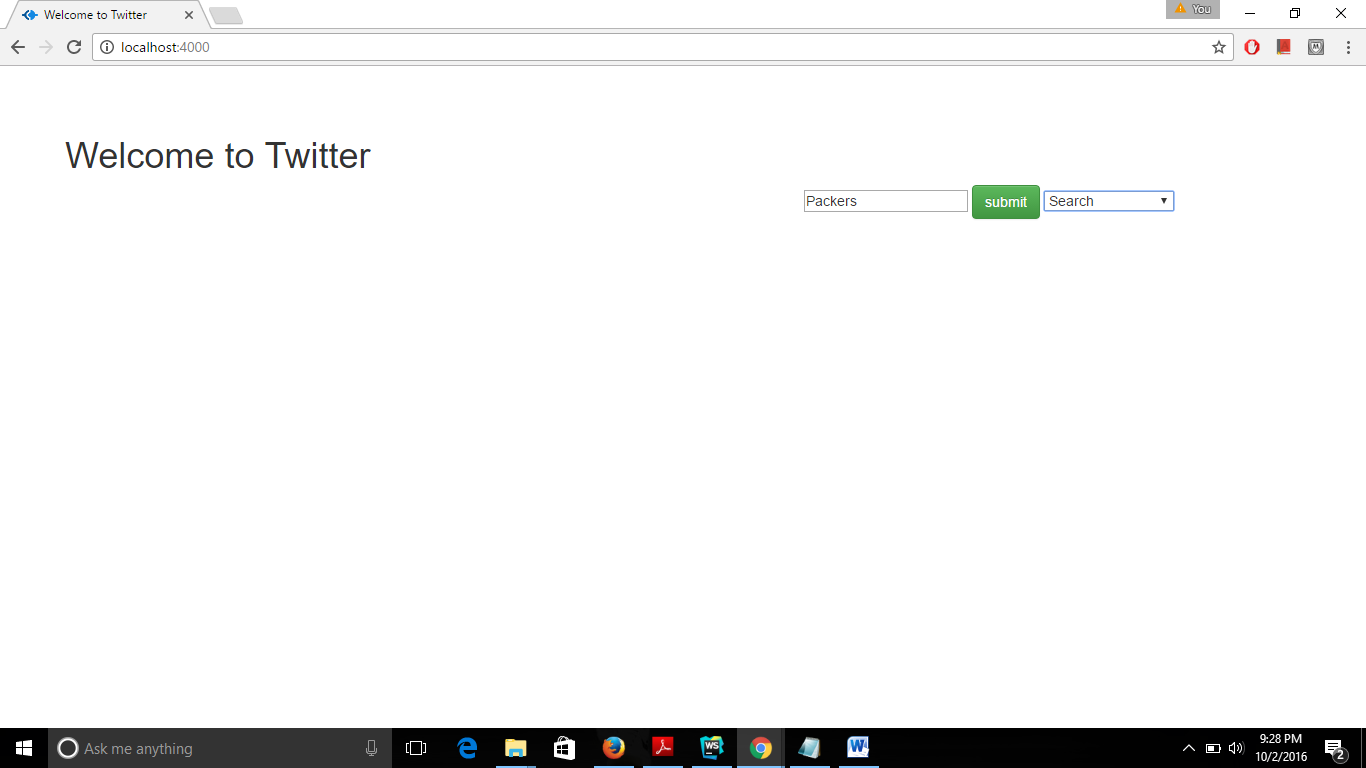 Welcome to Twitter
You
localhost:4000
Welcome to Twitter
Packers
submit
Search
Ask me anything
WS
W
9:28 PM
10/2/2016
2